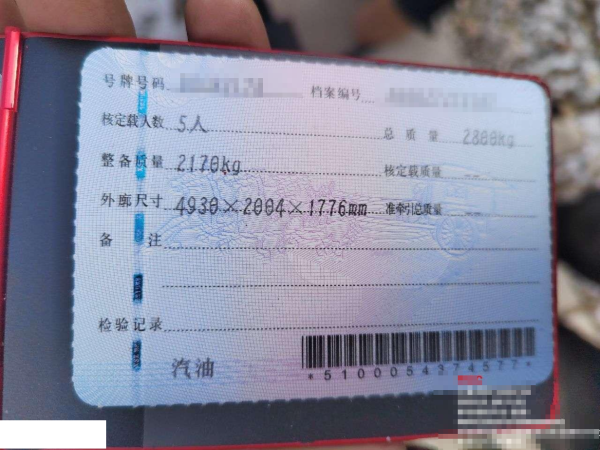 号牌号码 档案编号
核定载人数 5人 总质量 2800kg
整备质量 2170kg 核定载质量 --
外廓尺寸 4930×2004×1776mm 准牵引总质量 --
备注
检验记录
汽油
*5100054374577*